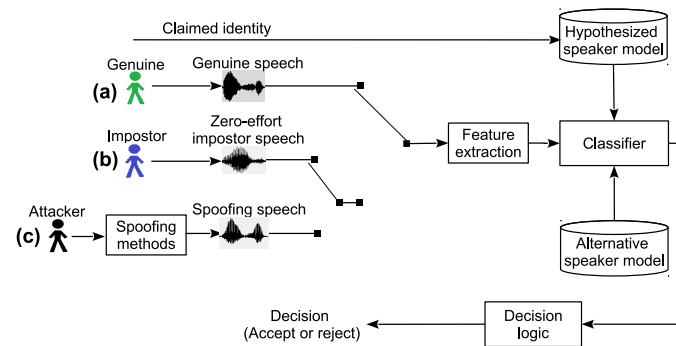 Claimed identity
Hypothesized
speaker model
Genuine
Genuine speech
(a)
Impostor
Zero-effort
impostor speech
(b)
Feature
extraction
Classifier
Attacker
Spoofing speech
(c)
Spoofing
methods
Alternative
speaker model
Decision
(Accept or reject)
Decision
logic